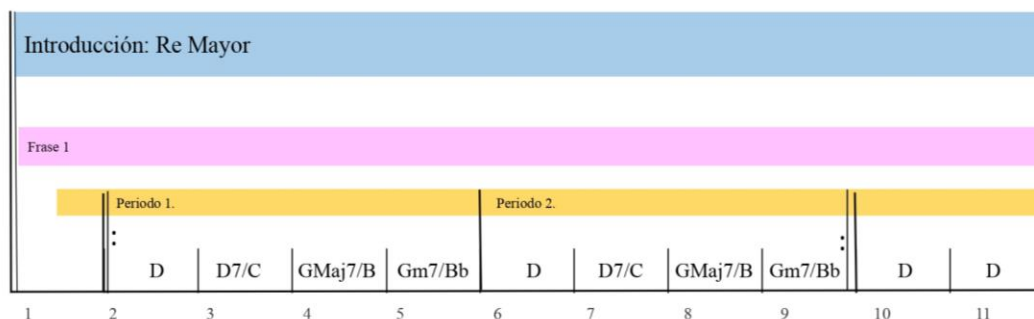 Introducción: Re Mayor
Frase 1
Periodo 1. Periodo 2.
: :
D D7/C GMaj7/B Gm7/Bb D D7/C GMaj7/B Gm7/Bb D D
1 2 3 4 5 6 7 8 9 10 11